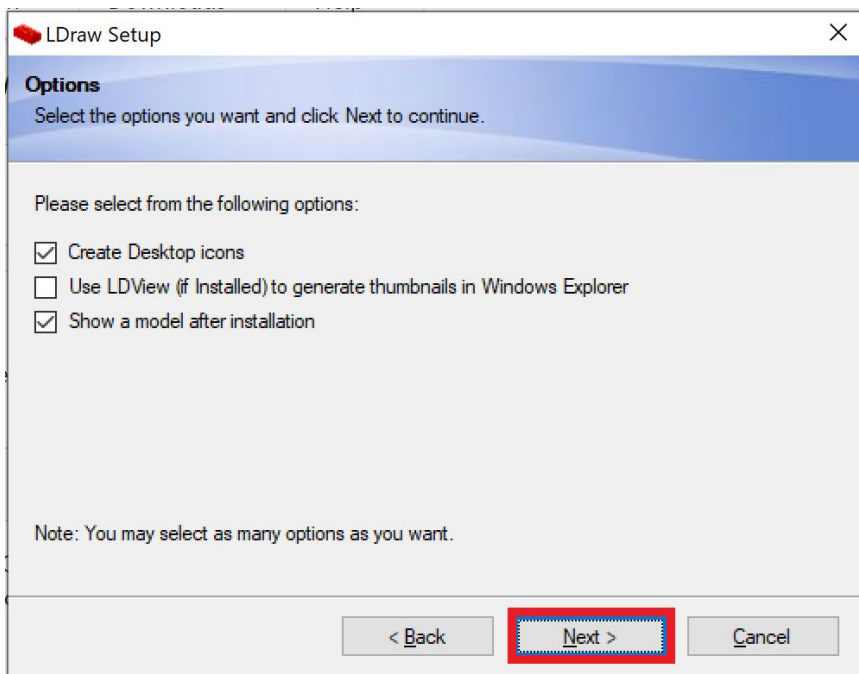 LDraw Setup
Options
Select the options you want and click Next to continue.
Please select from the following options:
Create Desktop icons
Use LDView (if Installed) to generate thumbnails in Windows Explorer
Show a model after installation
Note: You may select as many options as you want.
< Back
Next >
Cancel